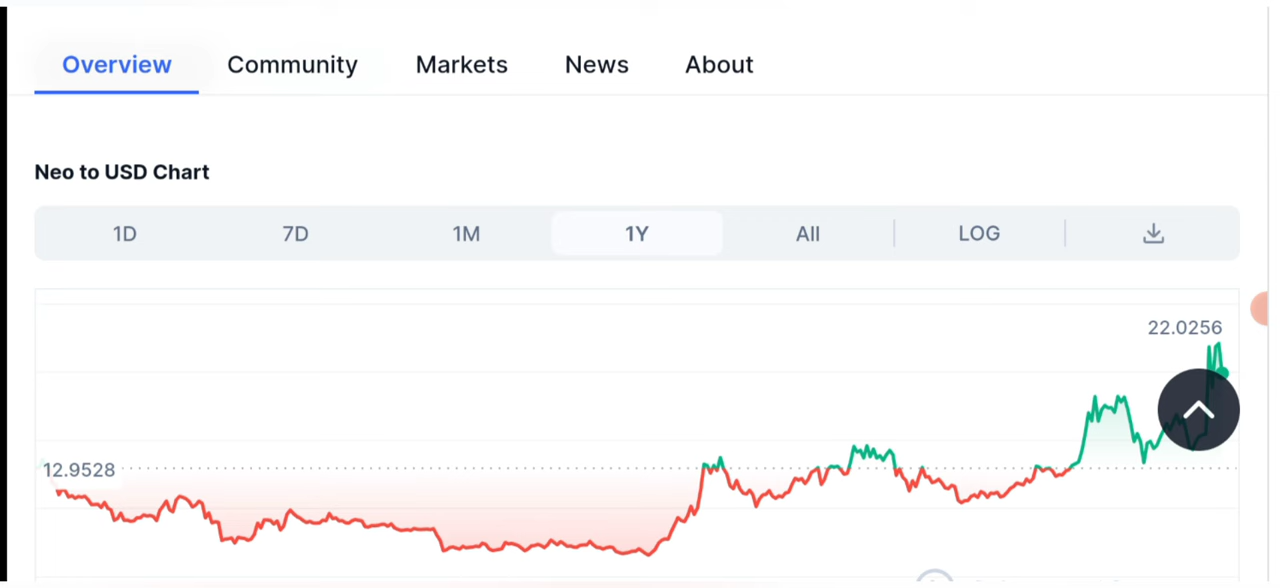 Overview Community Markets News About
Neo to USD Chart
1D 7D 1M 1Y All LOG
22.0256
12.9528